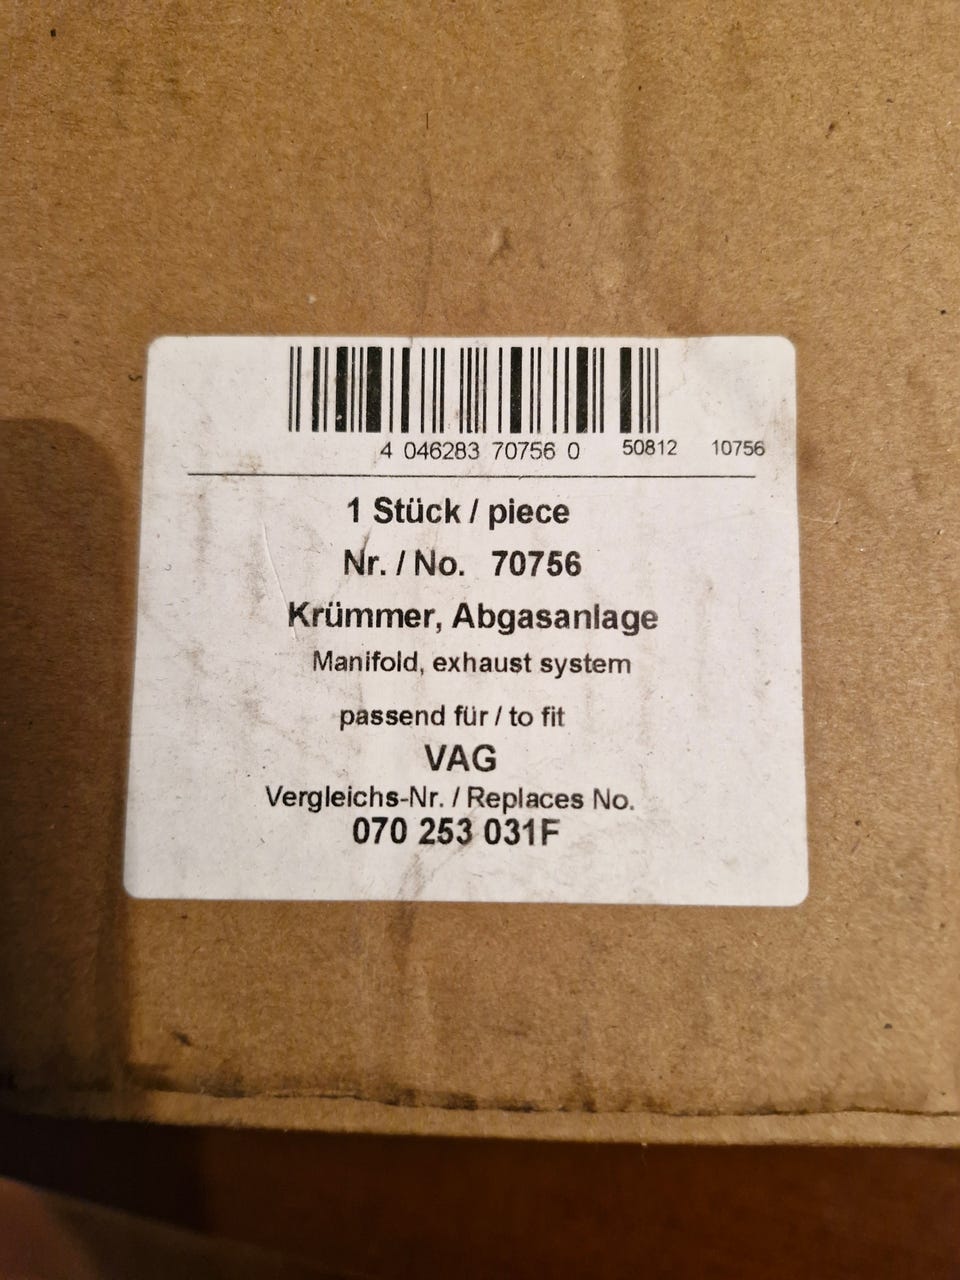 4 046283 70756 0 50812 10756
1 Stück / piece
Nr. / No. 70756
Krümmer, Abgasanlage
Manifold, exhaust system
passend für / to fit
VAG
Vergleichs-Nr. / Replaces No.
070 253 031F